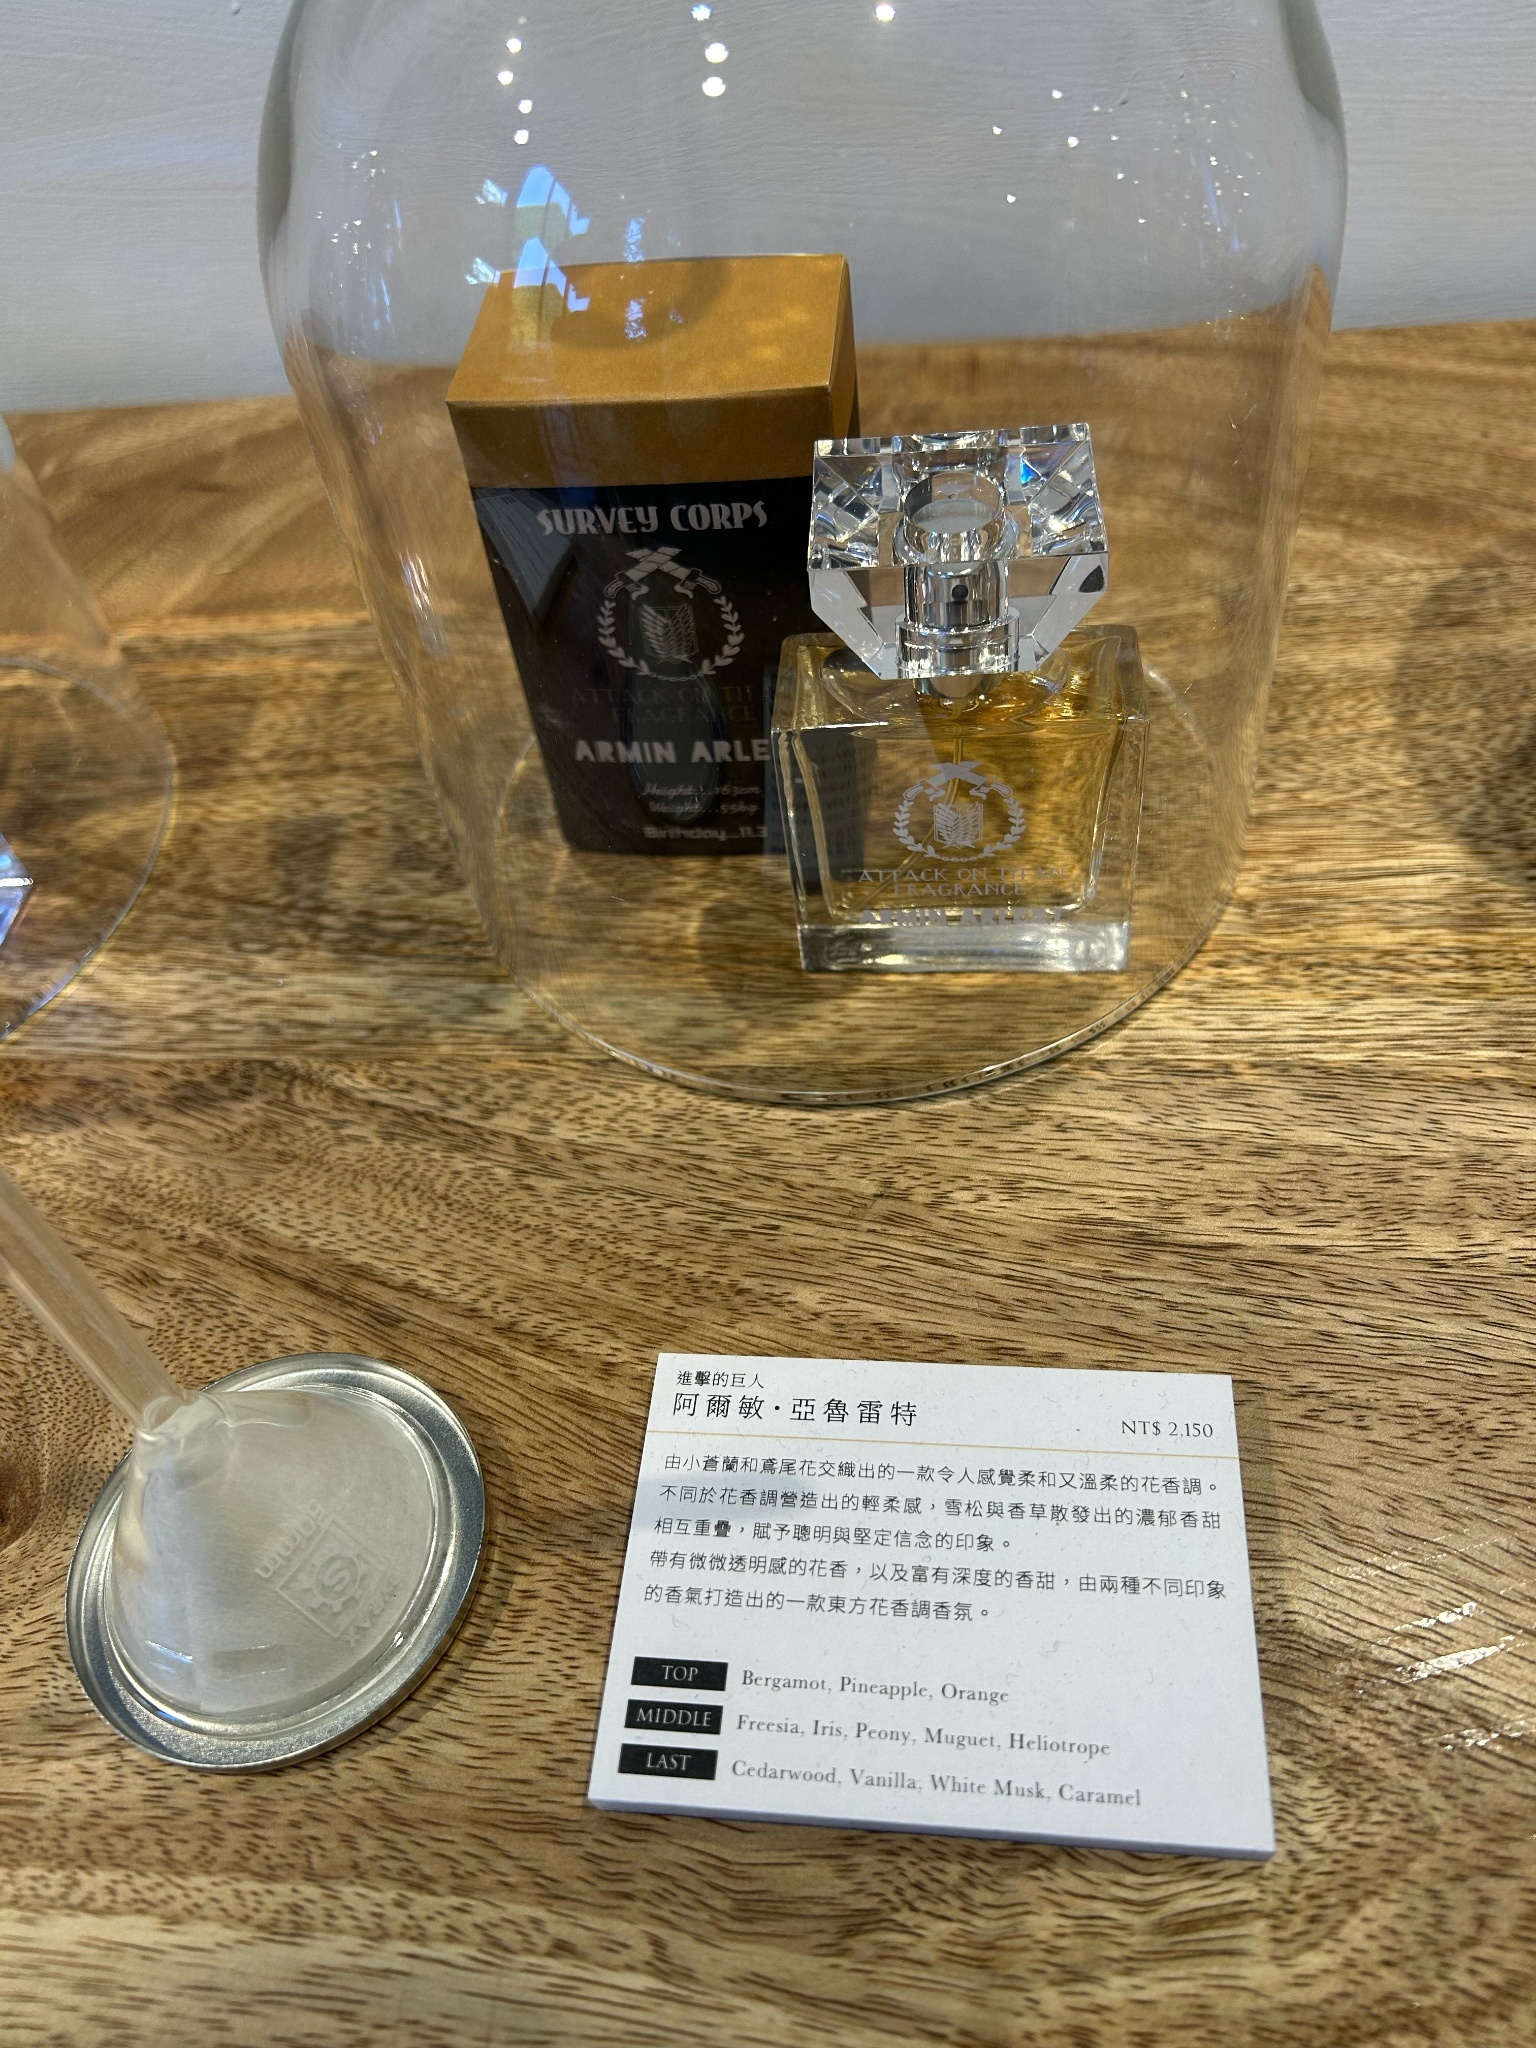 SURVEY CORPS
ATTACK ON TIT
FRAGRANCE
ARMIN ARLE
Height...163cm
Weight...55kg
Birthday...11.3
ATTACK ON TITAN
FRAGRANCE
ARMIN ARLERT
進擊的巨人
阿爾敏・亞魯雷特
NT$ 2,150
由小蒼蘭和鳶尾花交織出的一款令人感覺柔和又溫柔的花香調。
不同於花香調營造出的輕柔感，雪松與香草散發出的濃郁香甜
相互重疊，賦予聰明與堅定信念的印象。
帶有微微透明感的花香，以及富有深度的香甜，由兩種不同印象
的香氣打造出的一款東方花香調香氛。
TOP Bergamot, Pineapple, Orange
MIDDLE Freesia, Iris, Peony, Muguet, Heliotrope
LAST Cedarwood, Vanilla, White Musk, Caramel